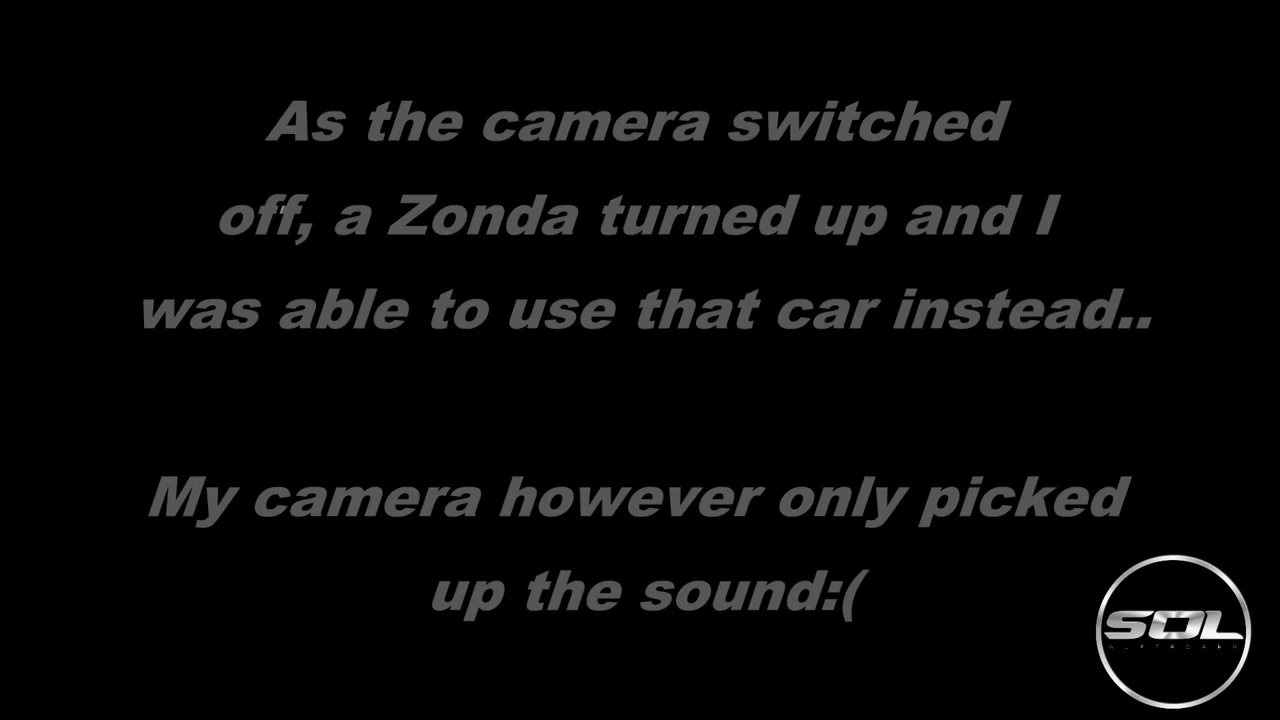 As the camera switched
off, a Zonda turned up and I
was able to use that car instead..
My camera however only picked
up the sound:(
SOL